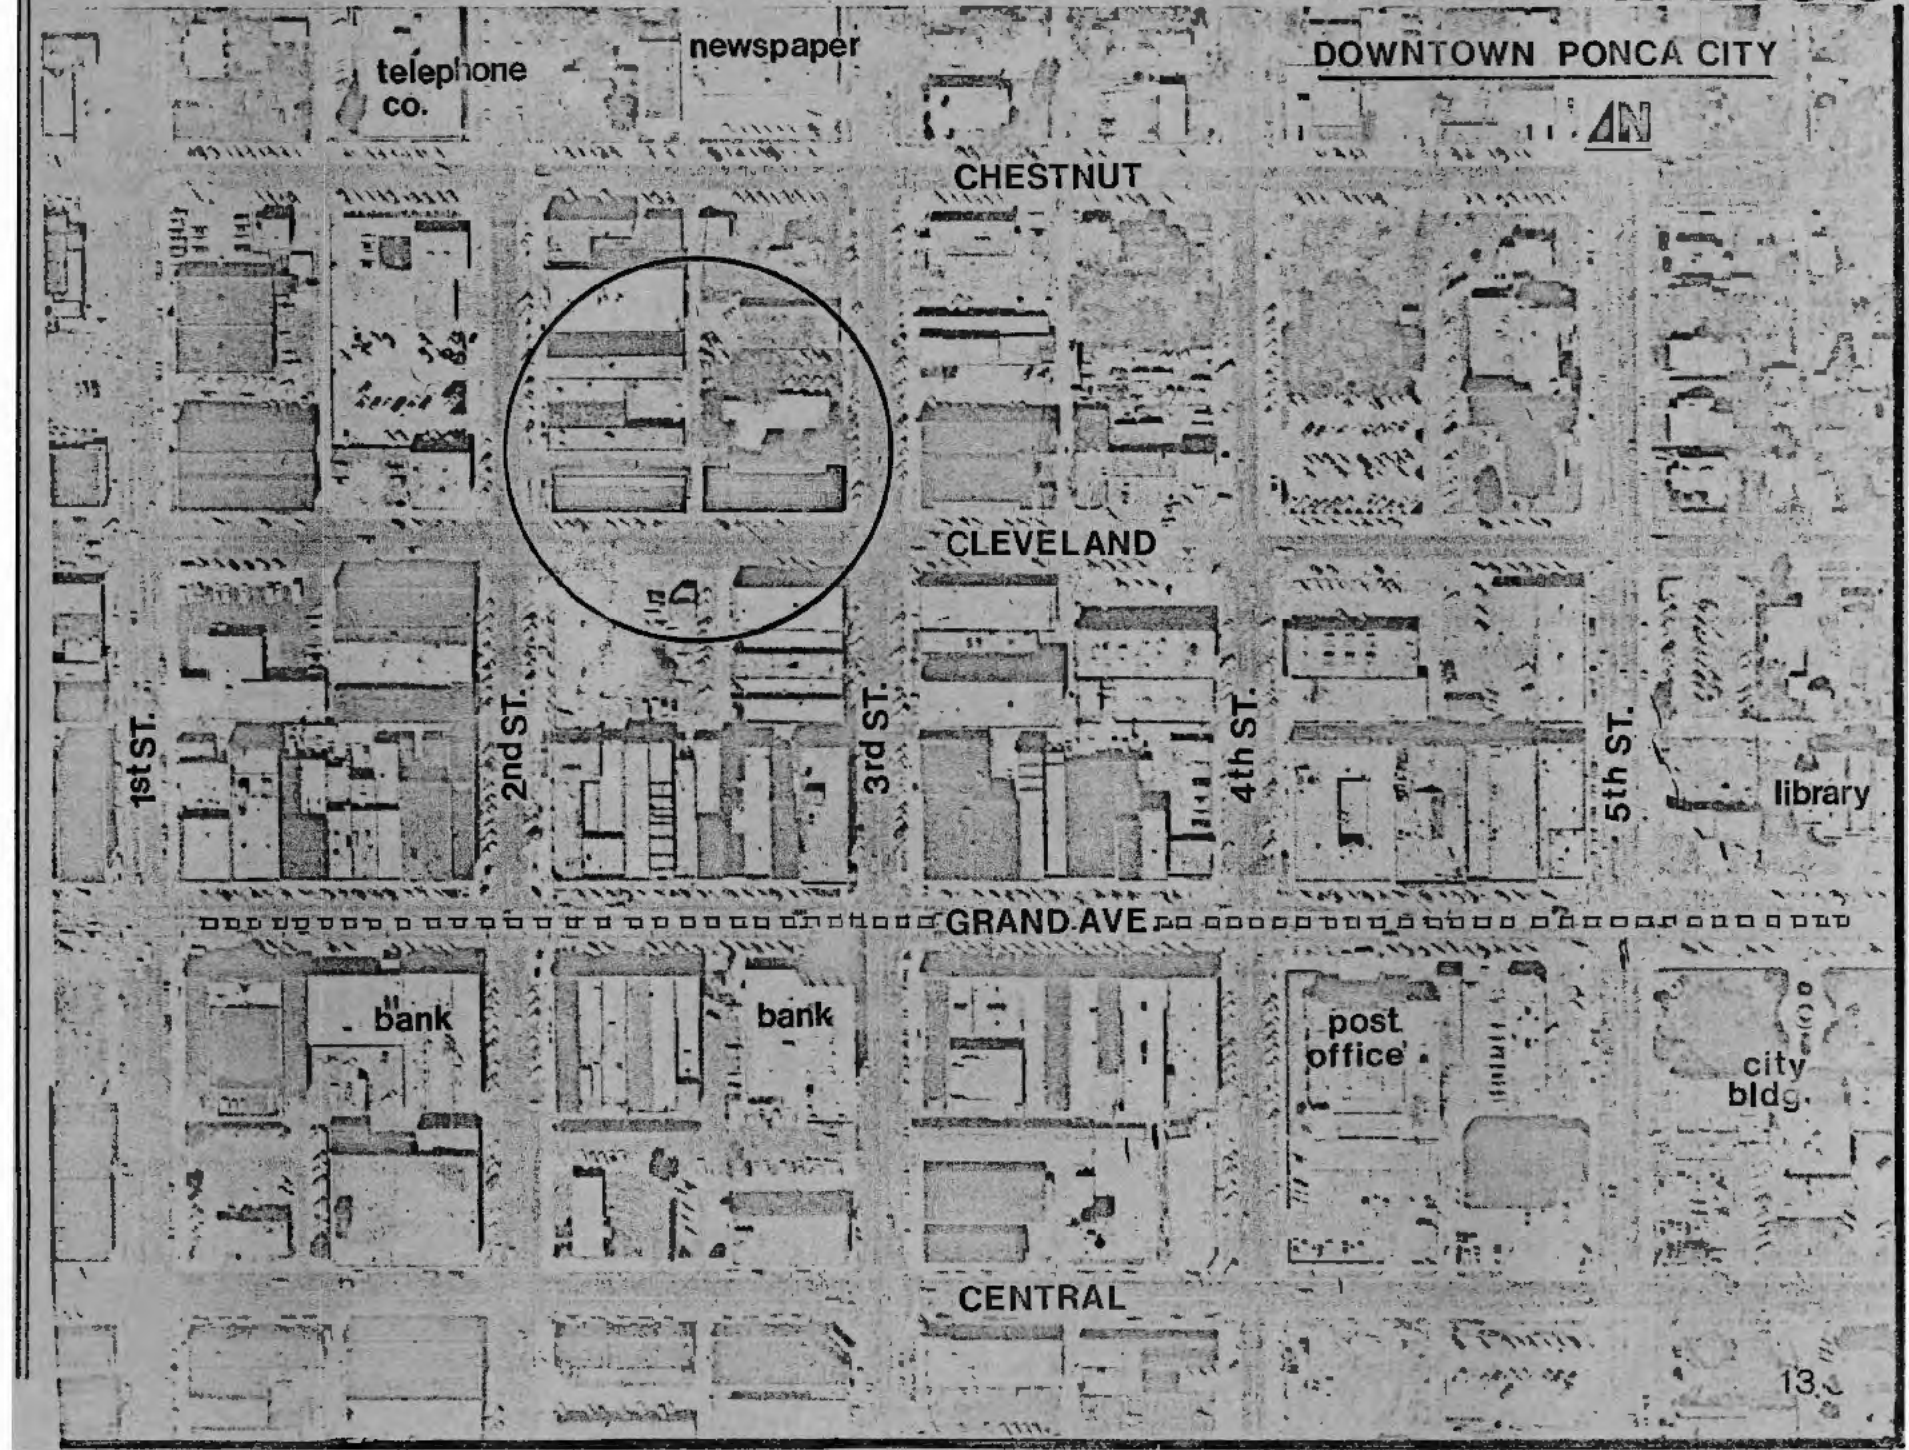 newspaper
DOWNTOWN PONCA CITY
telephone
co.
N
CHESTNUT
CLEVELAND
1st ST.
2nd ST.
3rd ST.
4th ST.
5th ST.
library
GRAND AVE
bank
bank
post
office
city
bldg.
CENTRAL
13